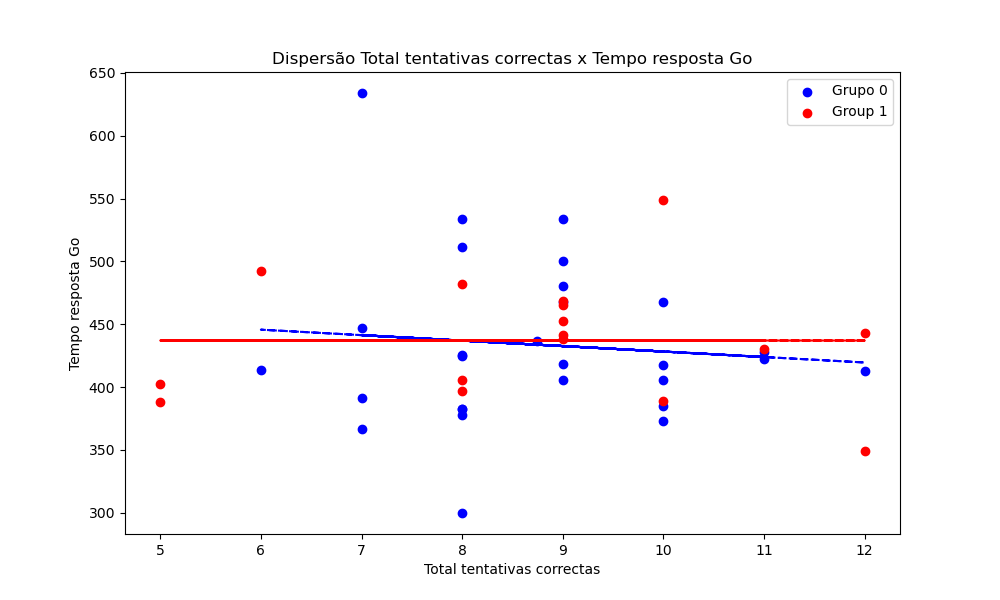 Dispersão Total tentativas correctas x Tempo resposta Go
Grupo 0
Group 1
Tempo resposta Go
650
600
550
500
450
400
350
300
5 6 7 8 9 10 11 12
Total tentativas correctas